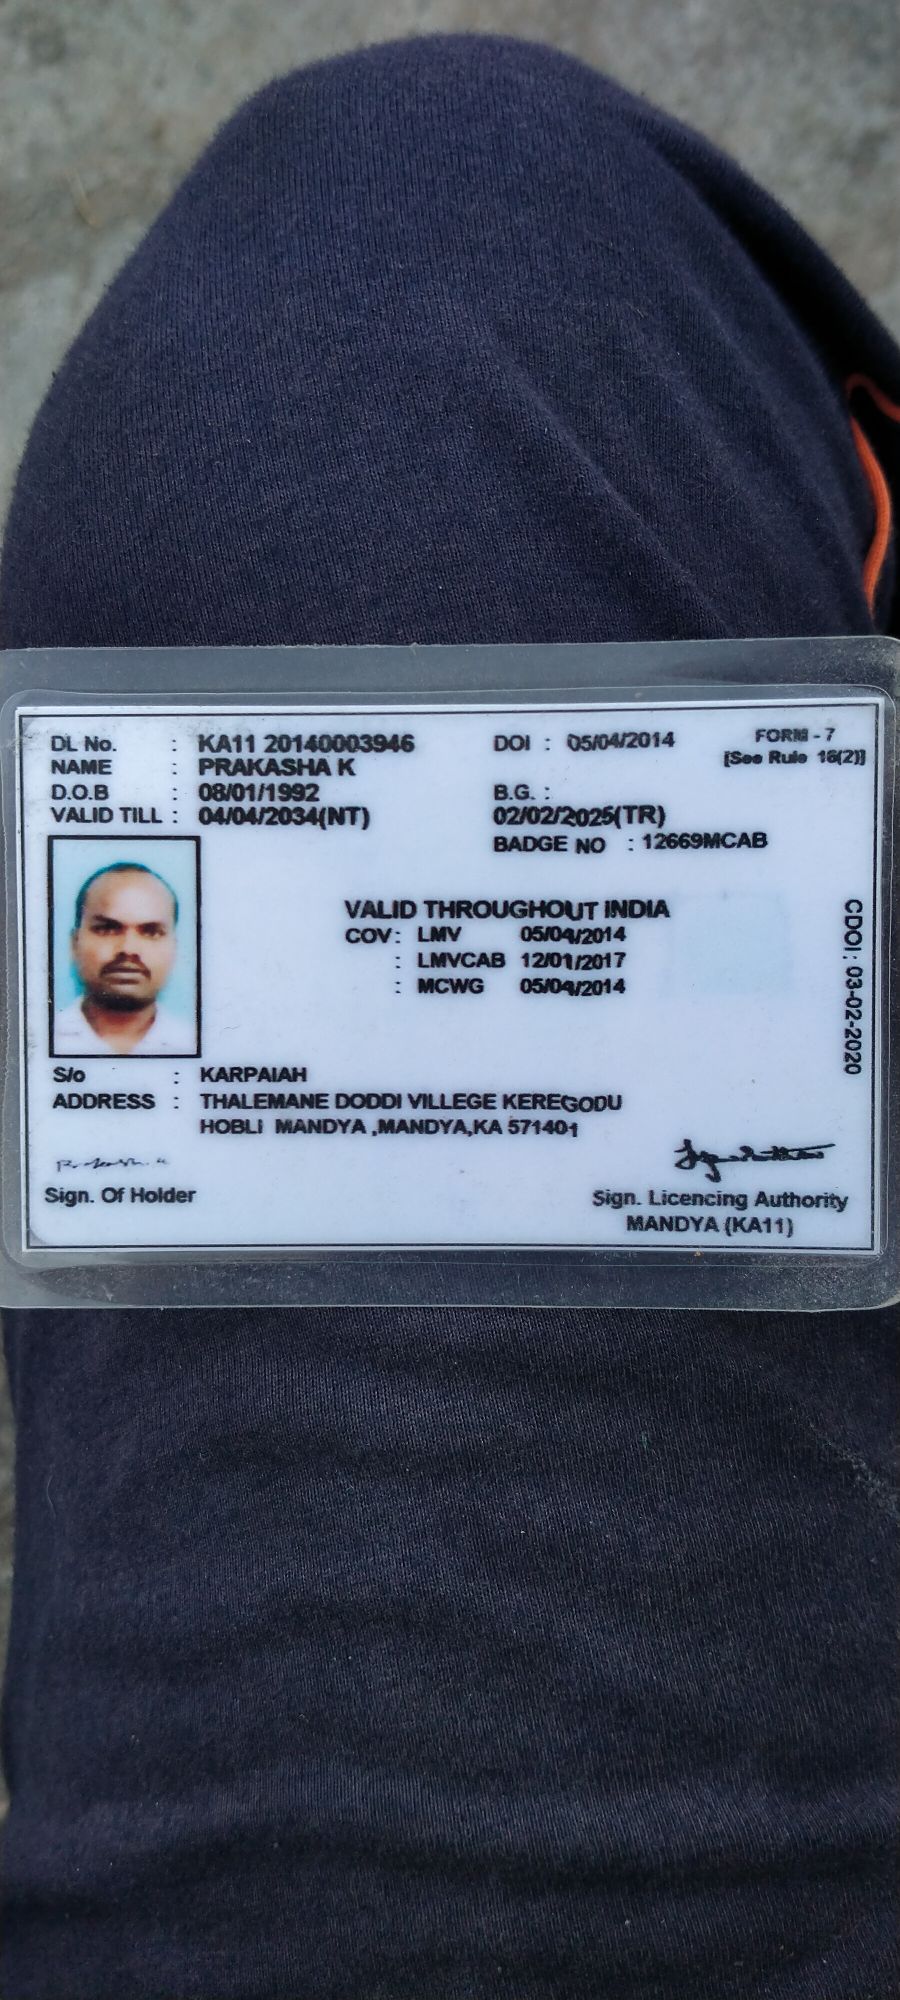 DL No. : KA11 20140003946 DOI : 05/04/2014 FORM - 7
[See Rule 16(2)]
NAME : PRAKASHA K
D.O.B : 08/01/1992 B.G. :
VALID TILL : 04/04/2034(NT) 02/02/2025(TR)
BADGE NO : 12669MCAB
VALID THROUGHOUT INDIA
COV : LMV 05/04/2014
: LMVCAB 12/01/2017
: MCWG 05/04/2014
CDOI : 03-02-2020
S/o : KARPAIAH
ADDRESS : THALEMANE DODDI VILLEGE KEREGODU
HOBLI MANDYA ,MANDYA,KA 571401
Sign. Of Holder
Sign. Licencing Authority
MANDYA (KA11)